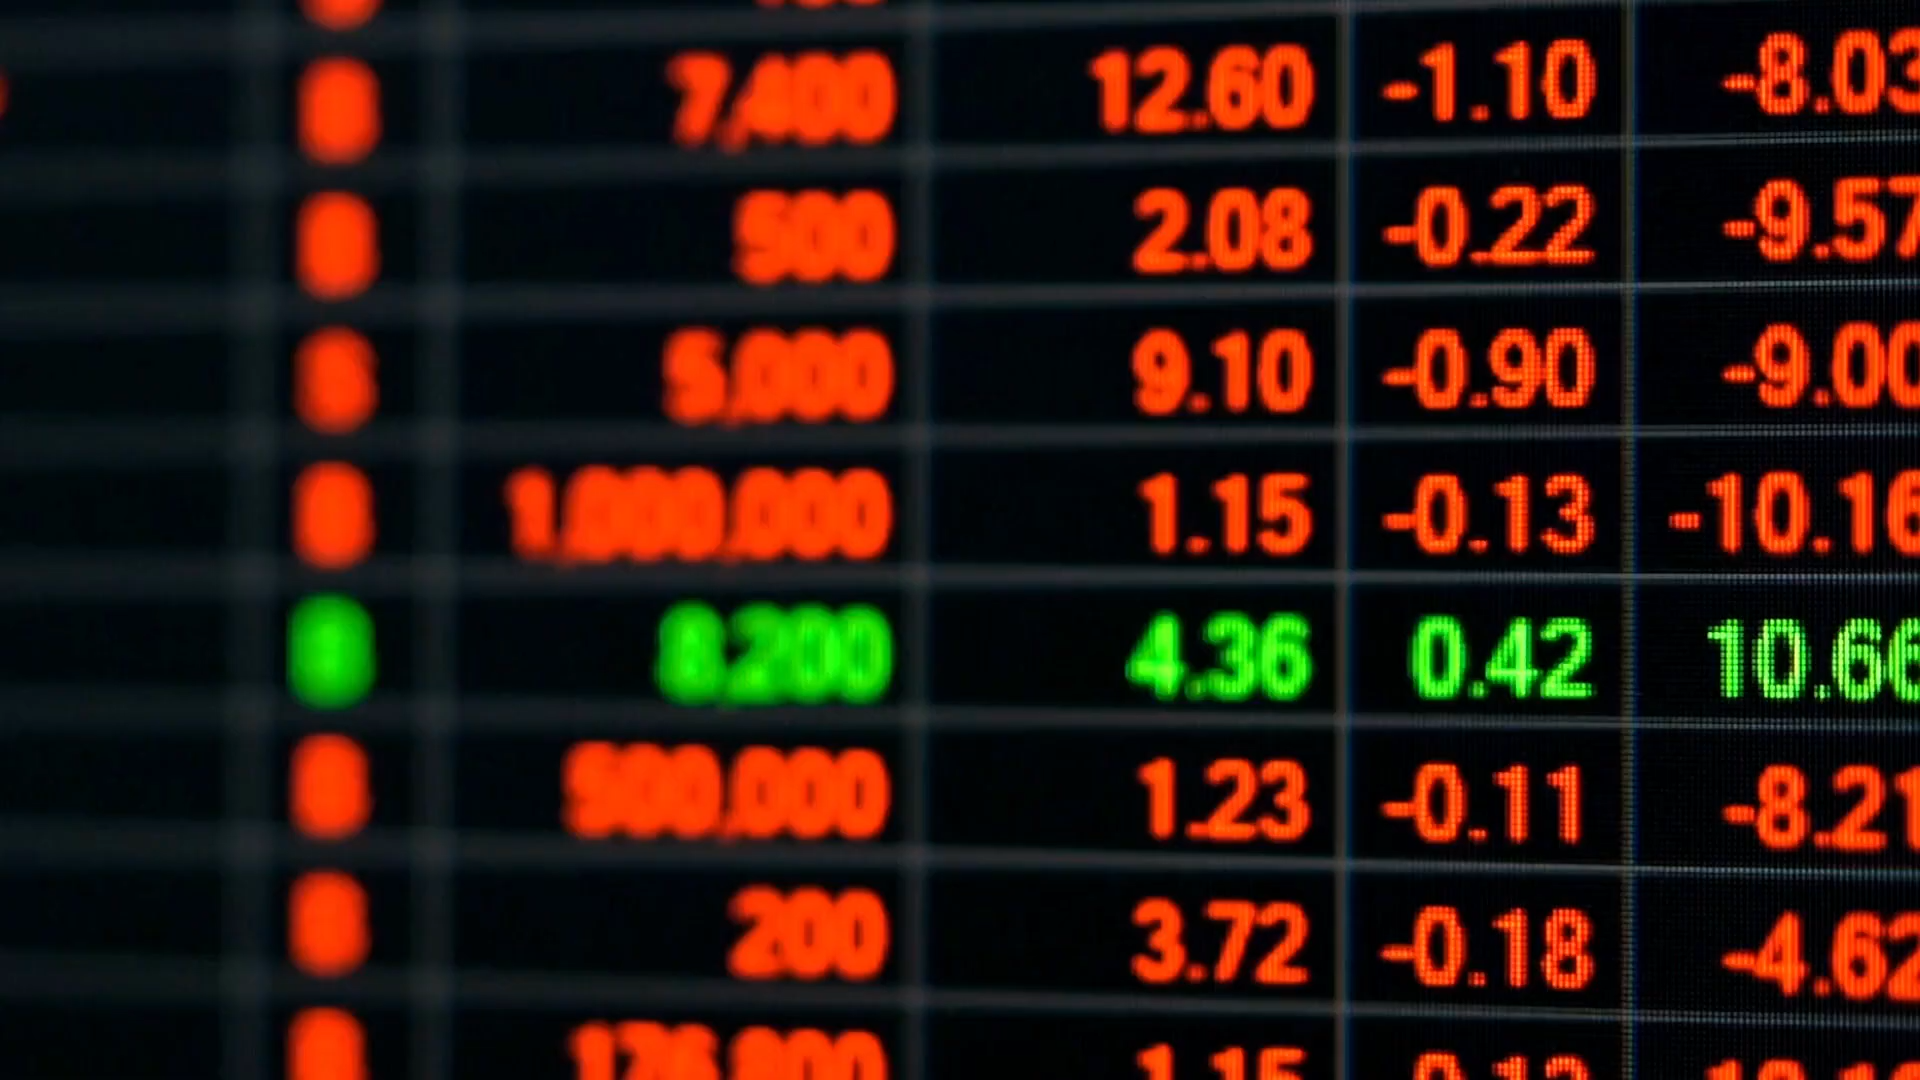 7,400 12.60 -1.10 -8.03
500 2.08 -0.22 -9.57
5,000 9.10 -0.90 -9.00
1,000,000 1.15 -0.13 -10.16
8,200 4.36 0.42 10.66
500,000 1.23 -0.11 -8.21
200 3.72 -0.18 -4.62
1.15